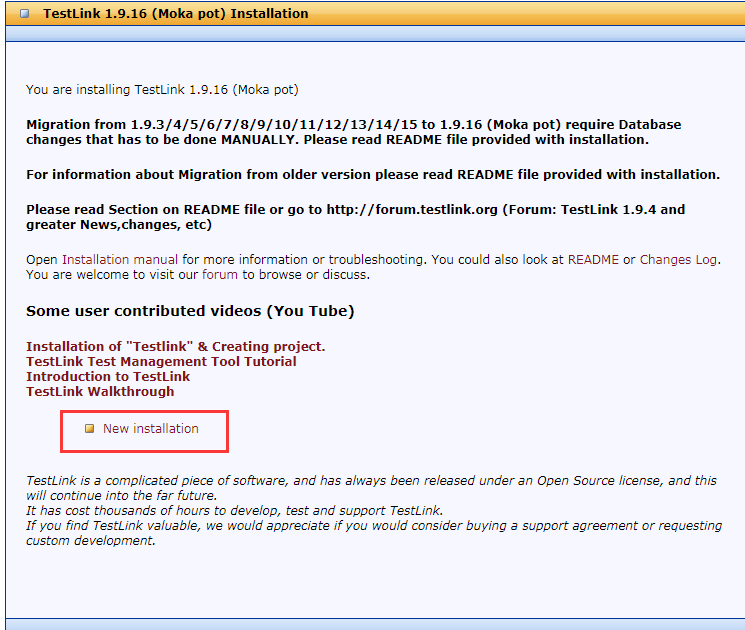 TestLink 1.9.16 (Moka pot) Installation
You are installing TestLink 1.9.16 (Moka pot)
Migration from 1.9.3/4/5/6/7/8/9/10/11/12/13/14/15 to 1.9.16 (Moka pot) require Database
changes that has to be done MANUALLY. Please read README file provided with installation.
For information about Migration from older version please read README file provided with installation.
Please read Section on README file or go to http://forum.testlink.org (Forum: TestLink 1.9.4 and
greater News,changes, etc)
Open Installation manual for more information or troubleshooting. You could also look at README or Changes Log.
You are welcome to visit our forum to browse or discuss.
Some user contributed videos (You Tube)
Installation of "Testlink" & Creating project.
TestLink Test Management Tool Tutorial
Introduction to TestLink
TestLink Walkthrough
New installation
TestLink is a complicated piece of software, and has always been released under an Open Source license, and this
will continue into the far future.
It has cost thousands of hours to develop, test and support TestLink.
If you find TestLink valuable, we would appreciate if you would consider buying a support agreement or requesting
custom development.